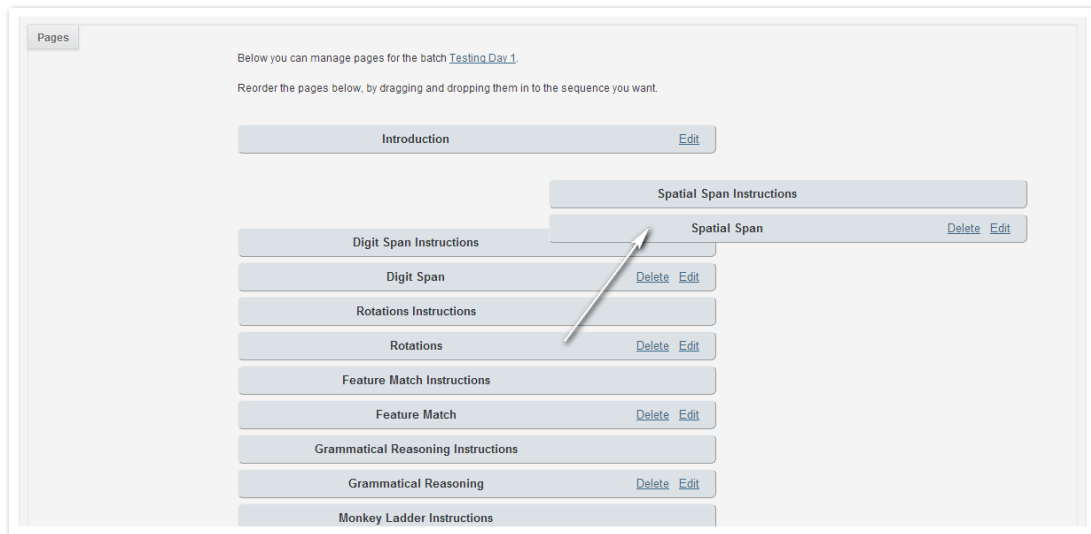 Pages
Below you can manage pages for the batch Testing Day 1.
Reorder the pages below, by dragging and dropping them in to the sequence you want.
Introduction Edit
Spatial Span Instructions
Spatial Span Delete Edit
Digit Span Instructions
Digit Span Delete Edit
Rotations Instructions
Rotations Delete Edit
Feature Match Instructions
Feature Match Delete Edit
Grammatical Reasoning Instructions
Grammatical Reasoning Delete Edit
Monkey Ladder Instructions